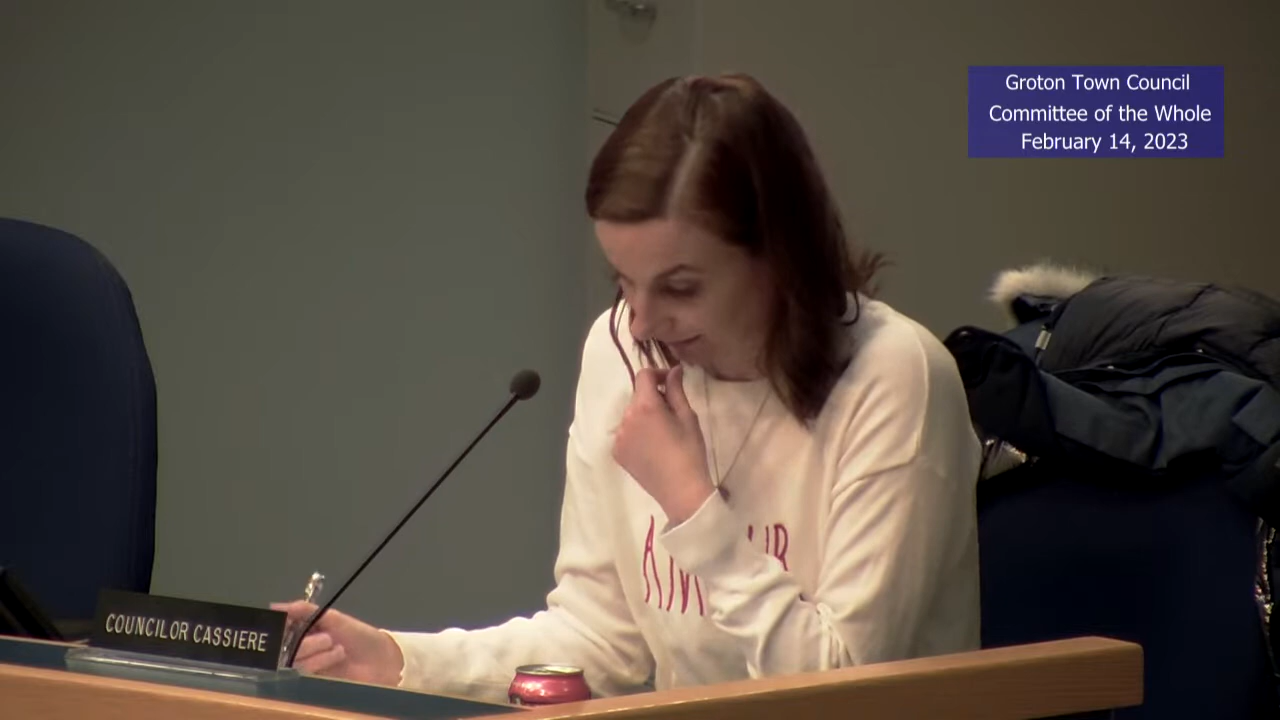 Groton Town Council
Committee of the Whole
February 14, 2023
COUNCILOR CASSIERE